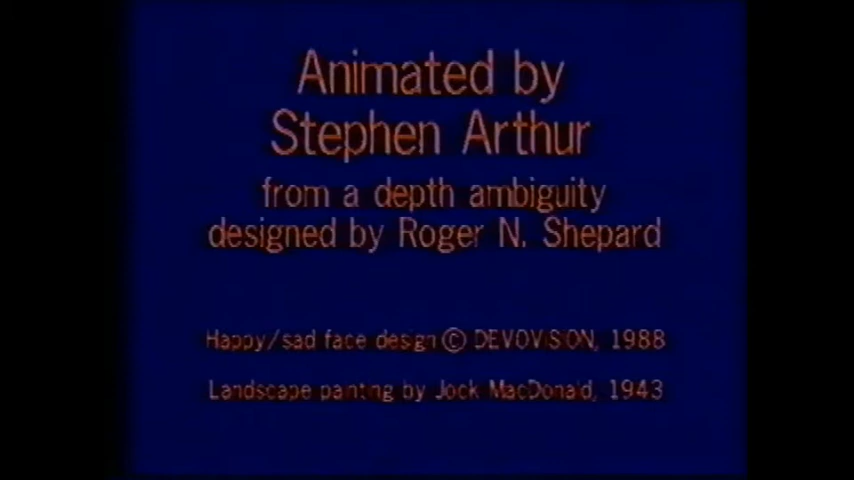 Animated by
Stephen Arthur
from a depth ambiguity
designed by Roger N. Shepard
Happy/sad face design © DEVOVISION, 1988
Landscape panting by Jock MacDonald, 1943